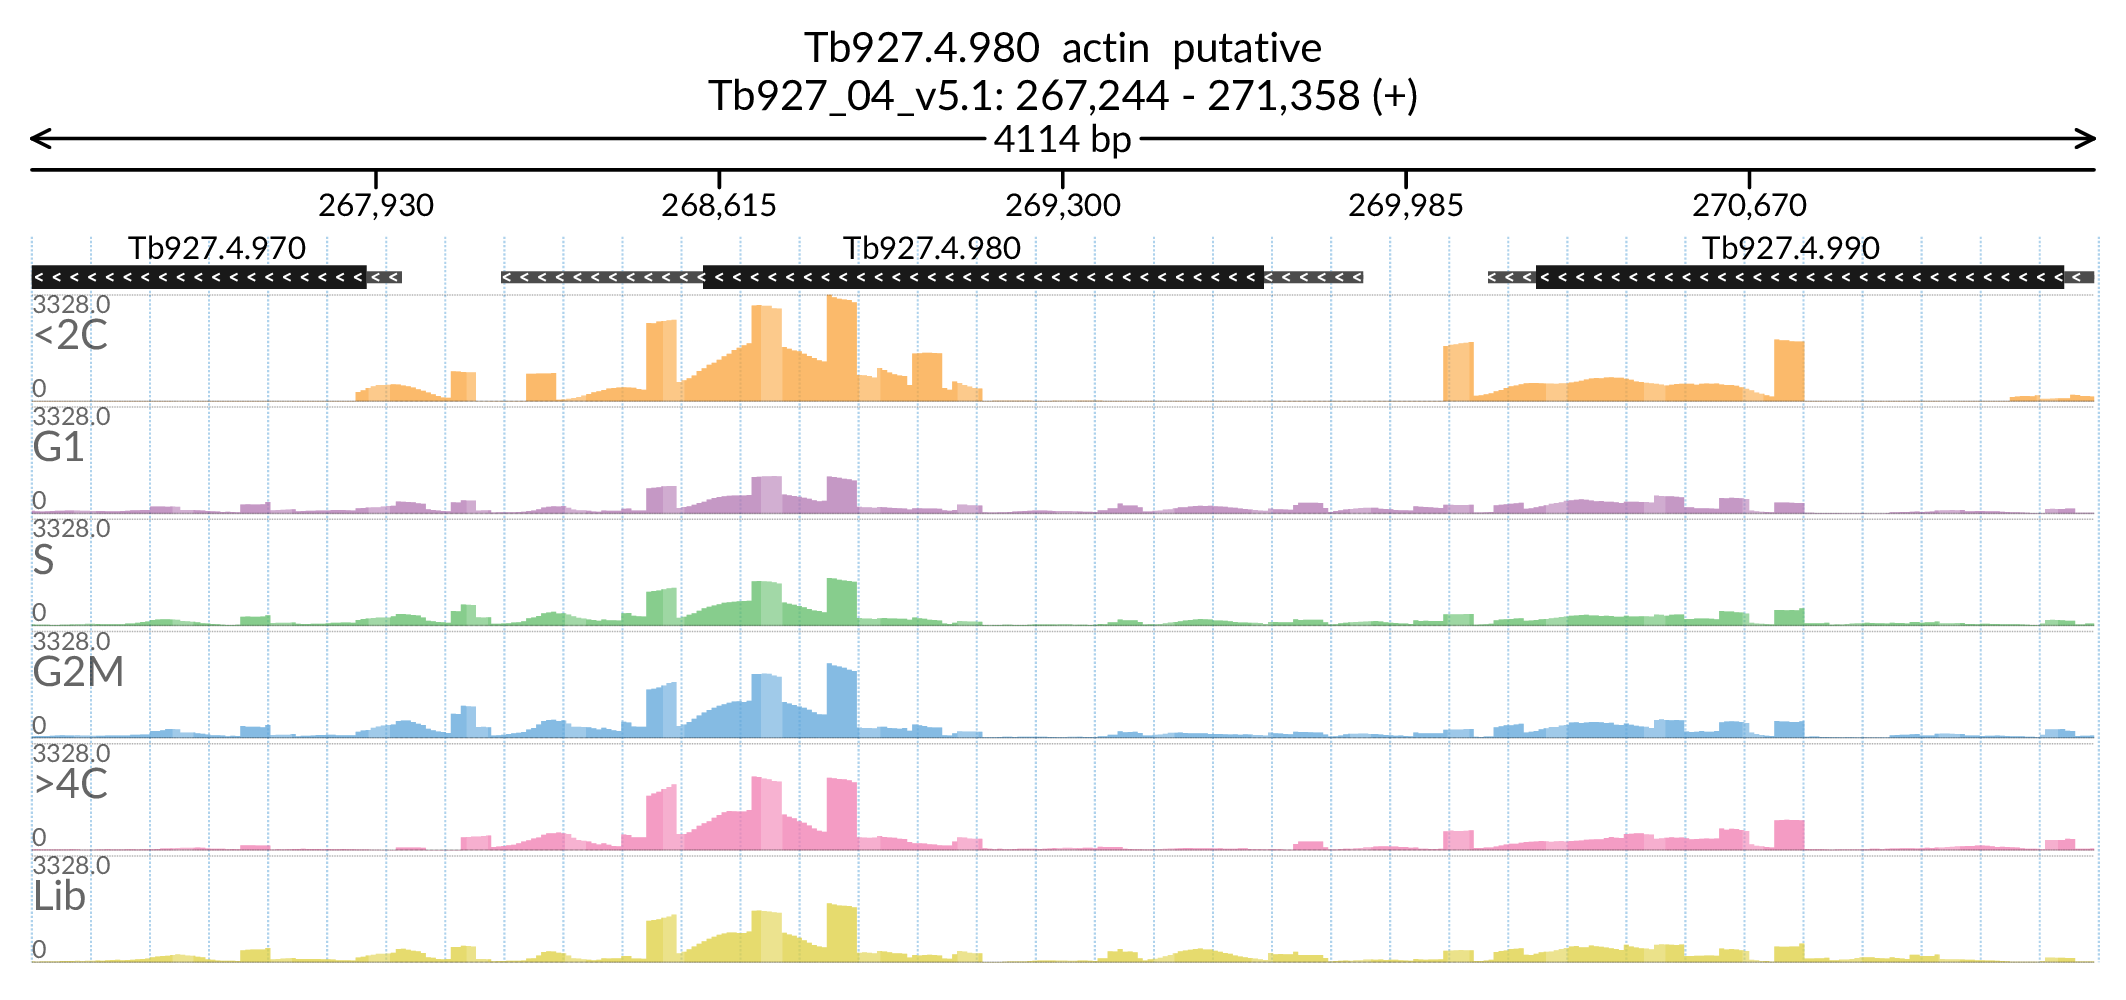 Tb927.4.980 actin putative
Tb927_04_v5.1: 267,244 - 271,358 (+)
4114 bp
267,930 268,615 269,300 269,985 270,670
Tb927.4.970 Tb927.4.980 Tb927.4.990
3328.0
<2C
0
3328.0
G1
0
3328.0
S
0
3328.0
G2M
0
3328.0
>4C
0
3328.0
Lib
0